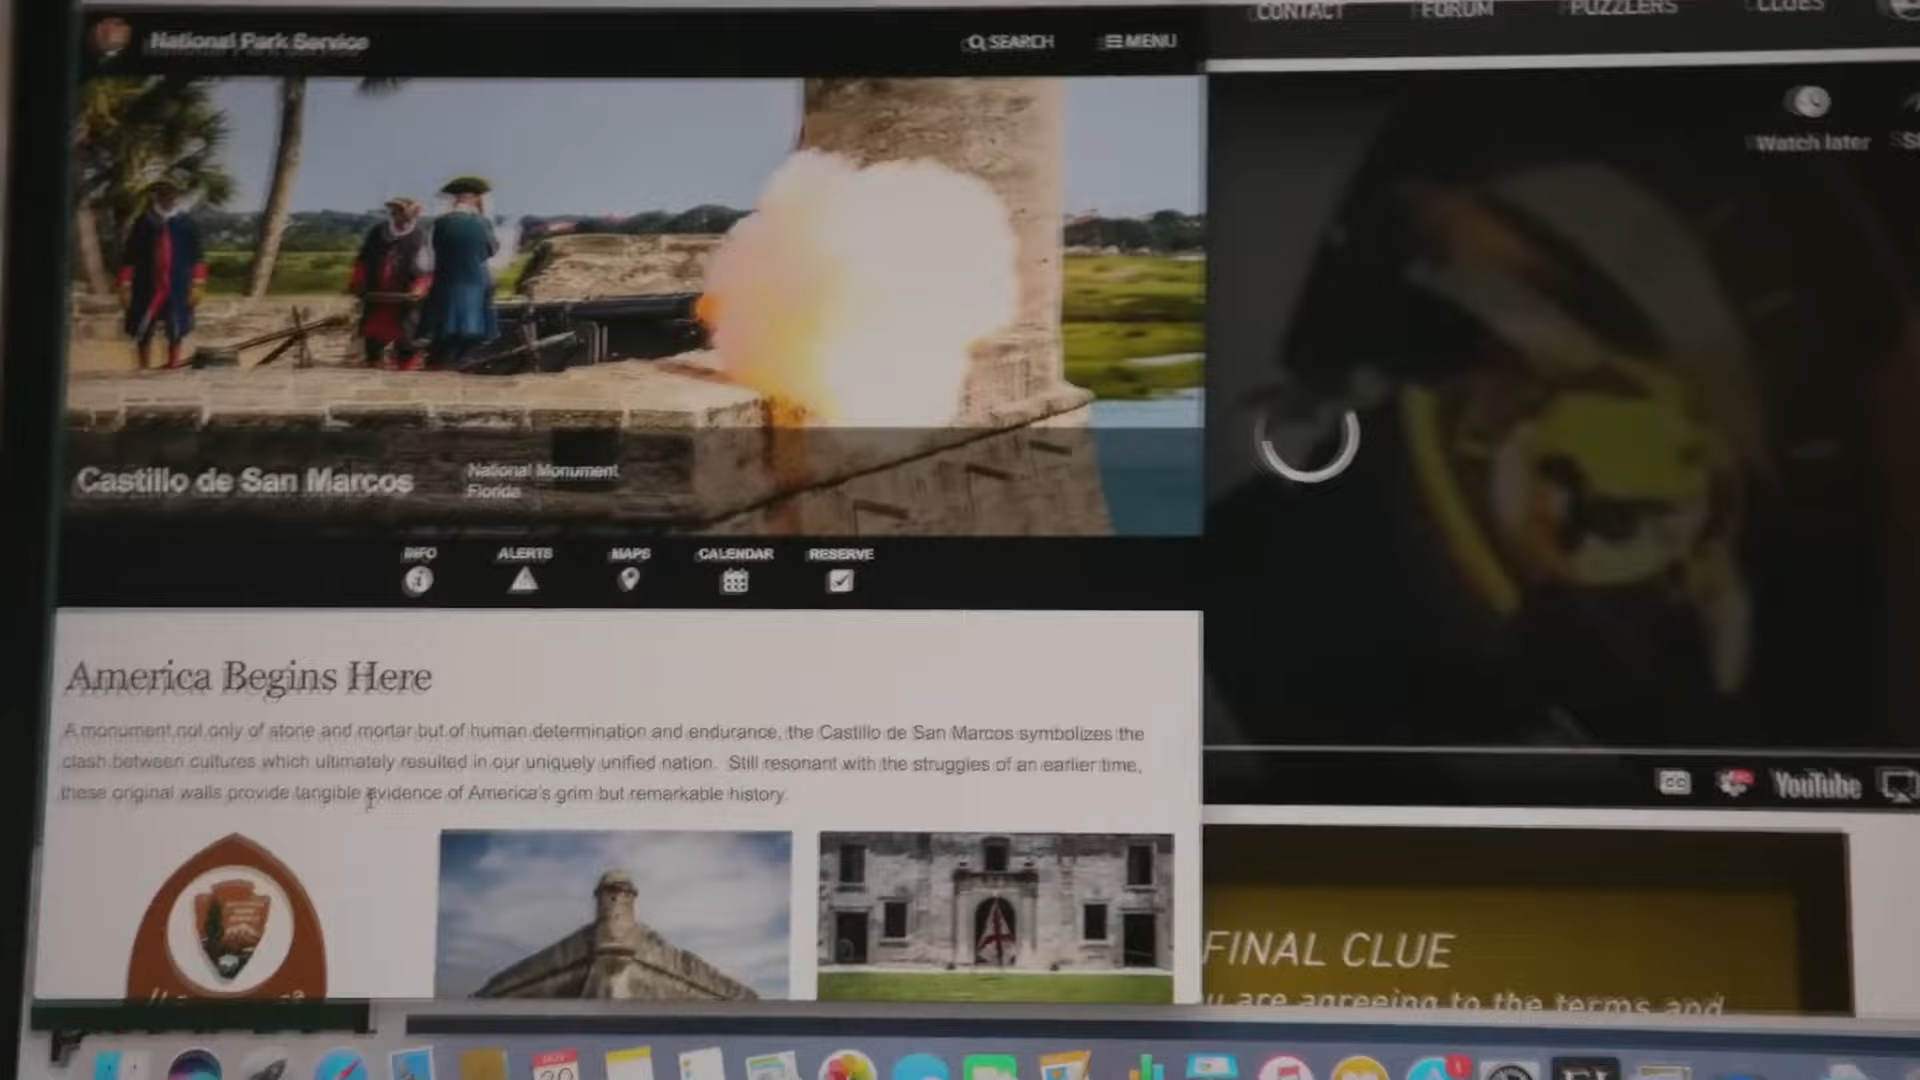 National Park Service
SEARCH
MENU
CONTACT
FORUM
PUZZLERS
CLUES
Watch later
Castillo de San Marcos
National Monument
Florida
INFO
ALERTS
MAPS
CALENDAR
RESERVE
America Begins Here
A monument not only of stone and mortar but of human determination and endurance, the Castillo de San Marcos symbolizes the
clash between cultures which ultimately resulted in our uniquely unified nation. Still resonant with the struggles of an earlier time,
these original walls provide tangible evidence of America's grim but remarkable history.
CC
YouTube
FINAL CLUE
are agreeing to the terms and
NOV
20
1